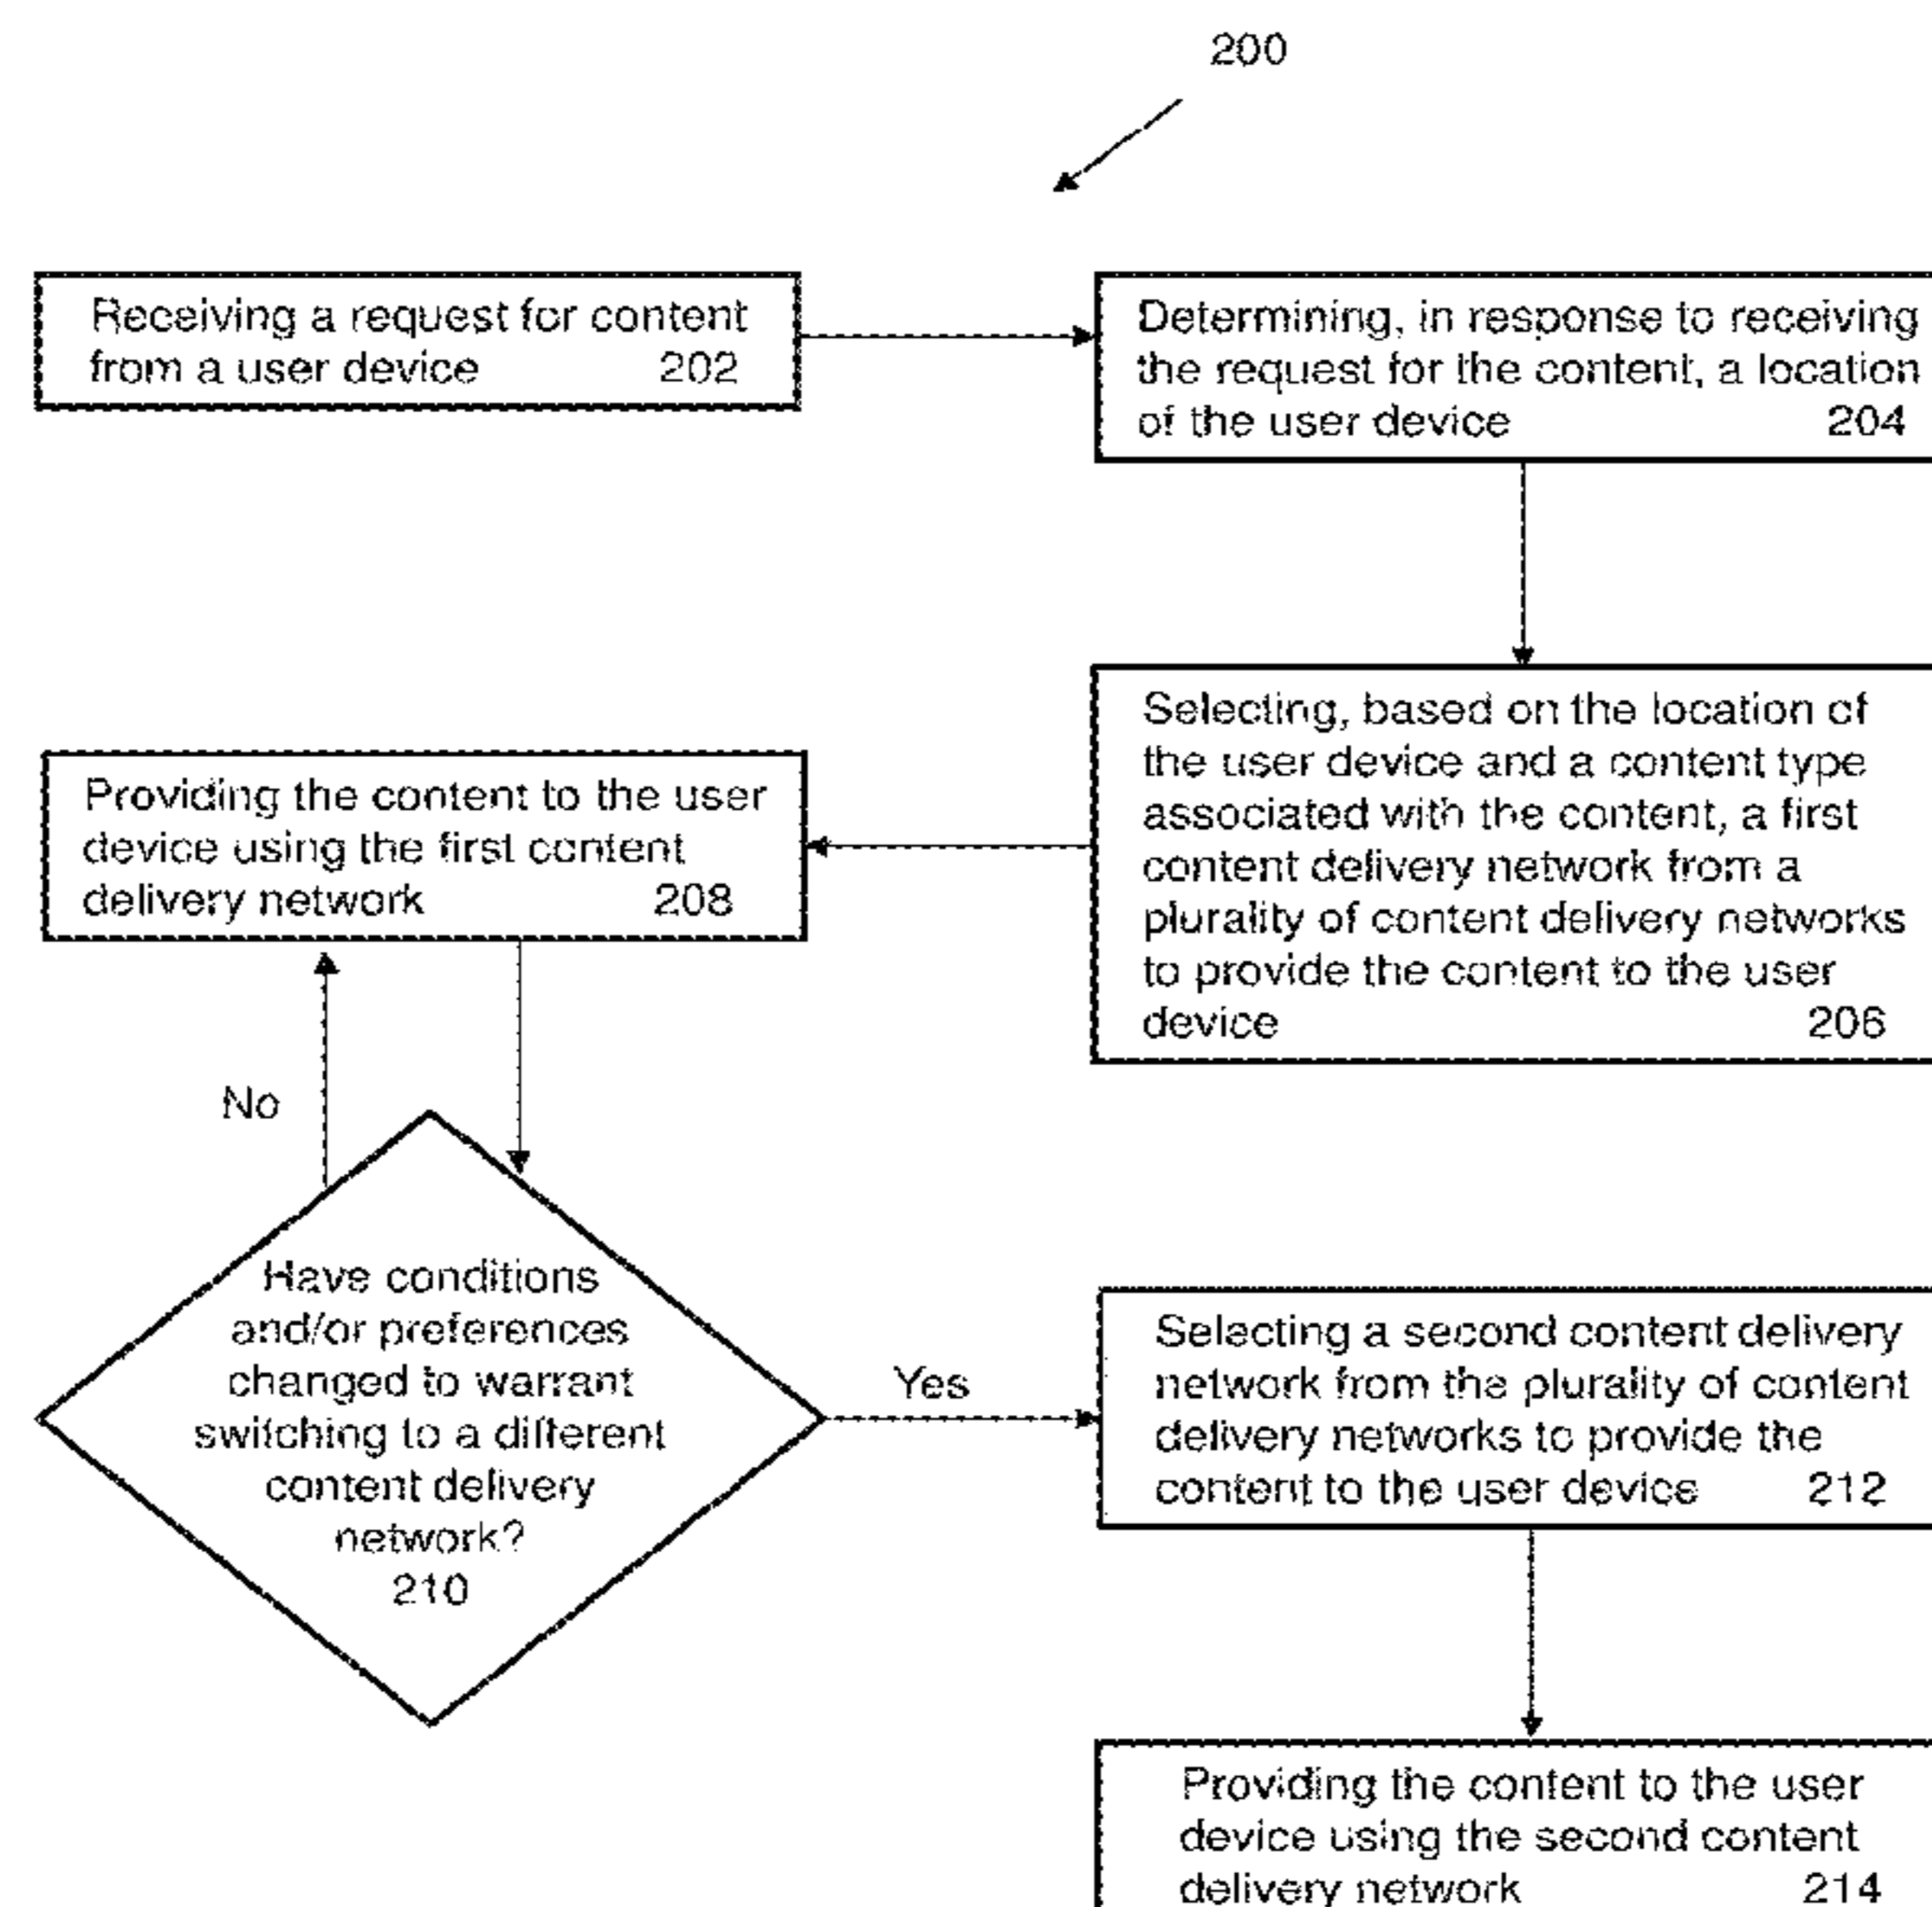 200
Receiving a request for content
from a user device 202
Determining, in response to receiving
the request for the content, a location
of the user device 204
Selecting, based on the location of
the user device and a content type
associated with the content, a first
content delivery network from a
plurality of content delivery networks
to provide the content to the user
device 206
Providing the content to the user
device using the first content
delivery network 208
No
Have conditions
and/or preferences
changed to warrant
switching to a different
content delivery
network?
210
Yes
Selecting a second content delivery
network from the plurality of content
delivery networks to provide the
content to the user device 212
Providing the content to the user
device using the second content
delivery network 214